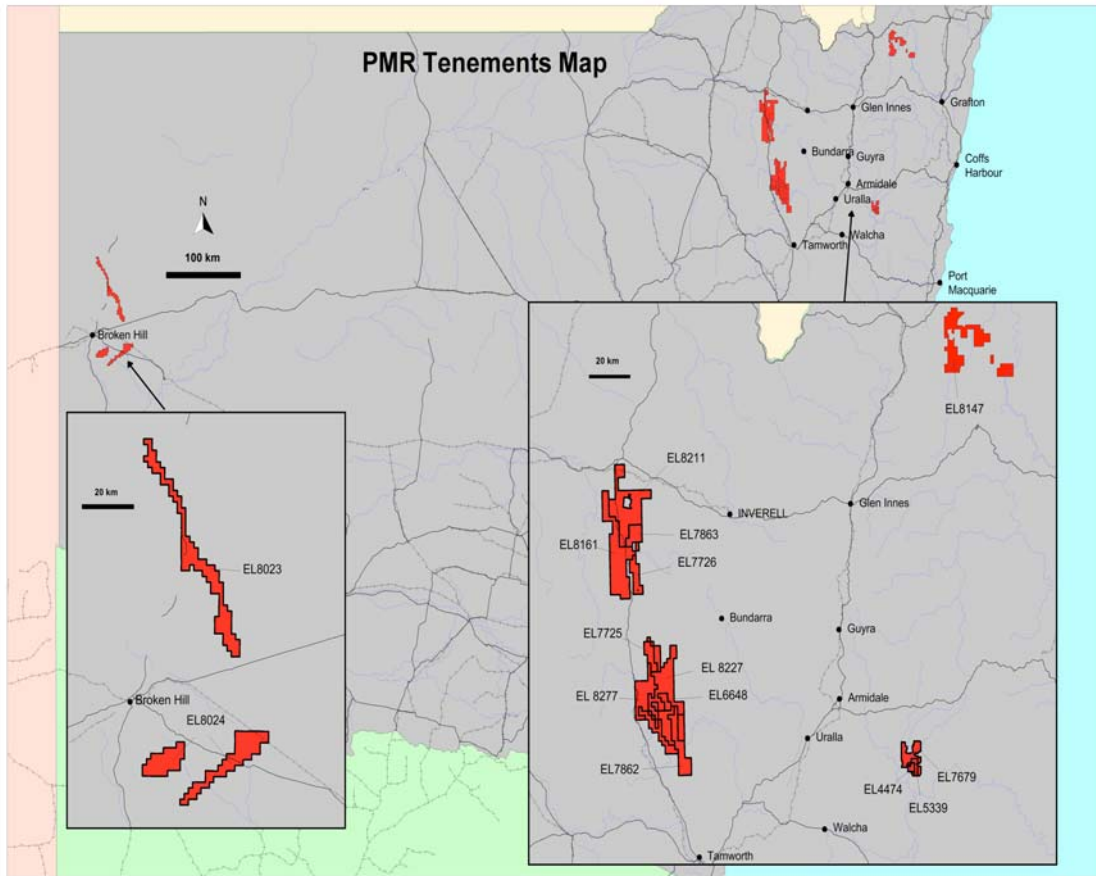 PMR Tenements Map
Glen Innes
Grafton
Bundarra
Guyra
Coffs
Harbour
Armidale
Uralla
N
100 km
Walcha
Tamworth
Port
Macquarie
Broken Hill
20 km
EL8023
Broken Hill
EL8024
20 km
EL8147
EL8211
Glen Innes
INVERELL
EL7863
EL8161
EL7726
Bundarra
Guyra
EL7725
EL 8227
EL 8277
EL6648
Armidale
Uralla
EL7862
EL7679
EL4474
EL5339
Walcha
Tamworth